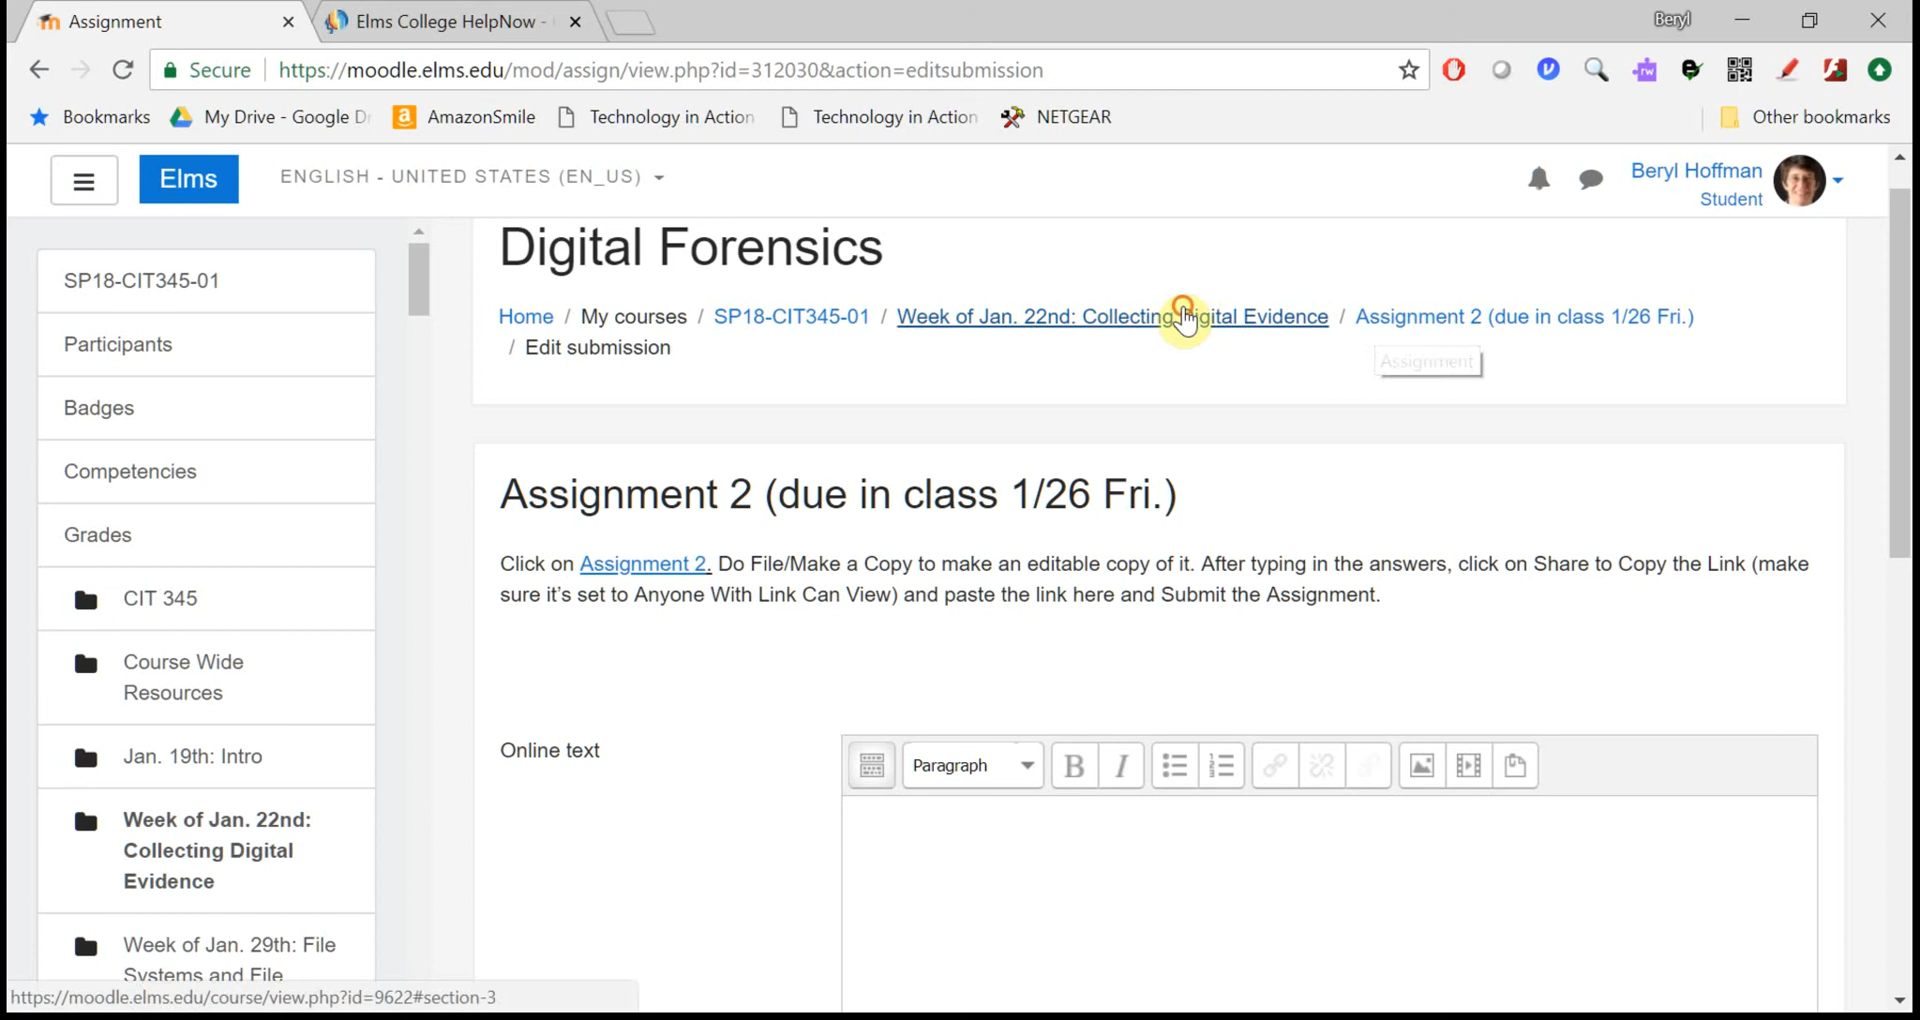 Assignment
Elms College HelpNow -
Beryl
Secure
https://moodle.elms.edu/mod/assign/view.php?id=312030&action=editsubmission
Bookmarks
My Drive - Google D
AmazonSmile
Technology in Action
Technology in Action
NETGEAR
Other bookmarks
Elms
ENGLISH - UNITED STATES (EN_US)
Beryl Hoffman
Student
SP18-CIT345-01
Participants
Badges
Competencies
Grades
CIT 345
Course Wide
Resources
Jan. 19th: Intro
Week of Jan. 22nd:
Collecting Digital
Evidence
Week of Jan. 29th: File
Systems and File
Digital Forensics
Home / My courses / SP18-CIT345-01 / Week of Jan. 22nd: Collecting Digital Evidence / Assignment 2 (due in class 1/26 Fri.)
/ Edit submission
Assignment
Assignment 2 (due in class 1/26 Fri.)
Click on Assignment 2. Do File/Make a Copy to make an editable copy of it. After typing in the answers, click on Share to Copy the Link (make
sure it's set to Anyone With Link Can View) and paste the link here and Submit the Assignment.
Online text
Paragraph
B I
https://moodle.elms.edu/course/view.php?id=9622#section-3